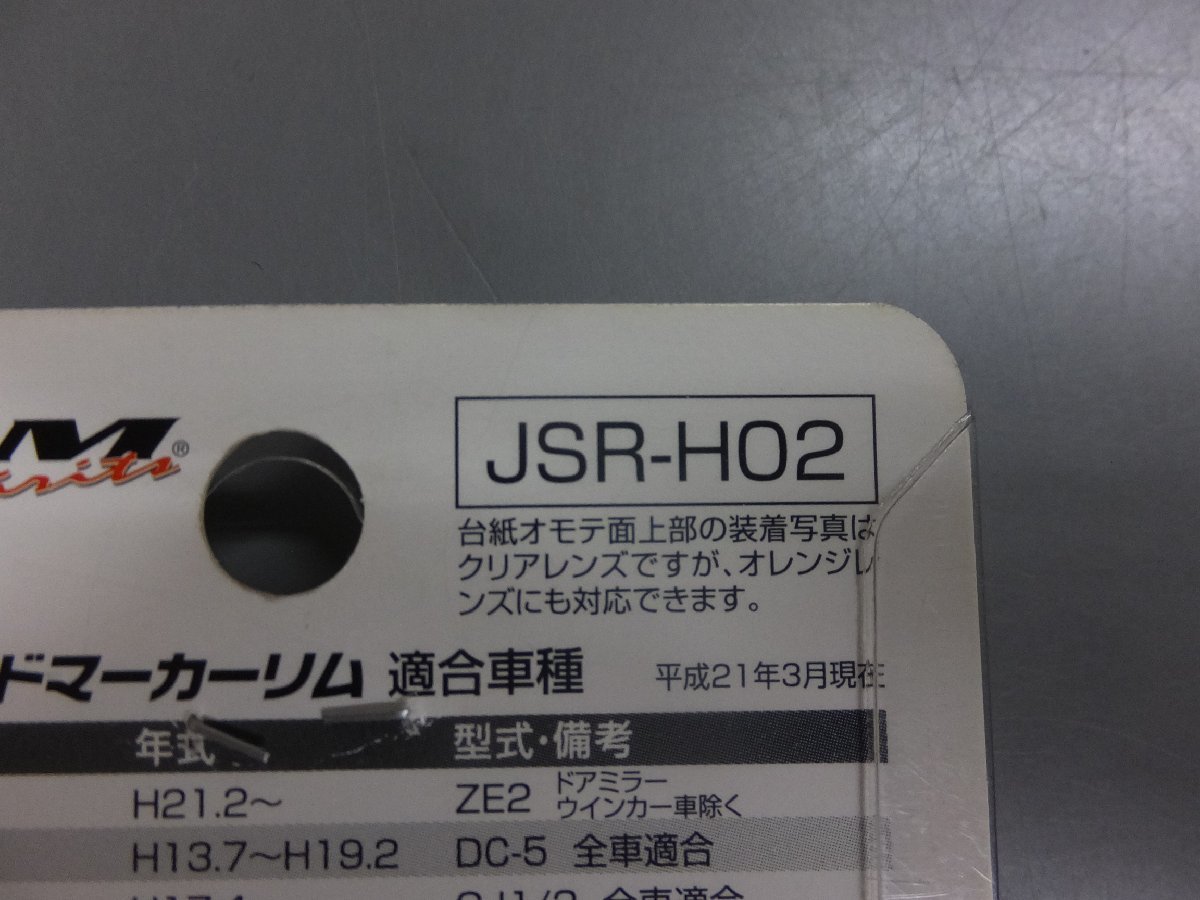 M®
JSR-H02
台紙オモテ面上部の装着写真は
クリアレンズですが、オレンジレ
ンズにも対応できます。
ドマーカーリム 適合車種 平成21年3月現在
年式 型式・備考
H21.2～ ZE2 ドアミラー
ウインカー車除く
H13.7～H19.2 DC-5 全車適合
全車適合